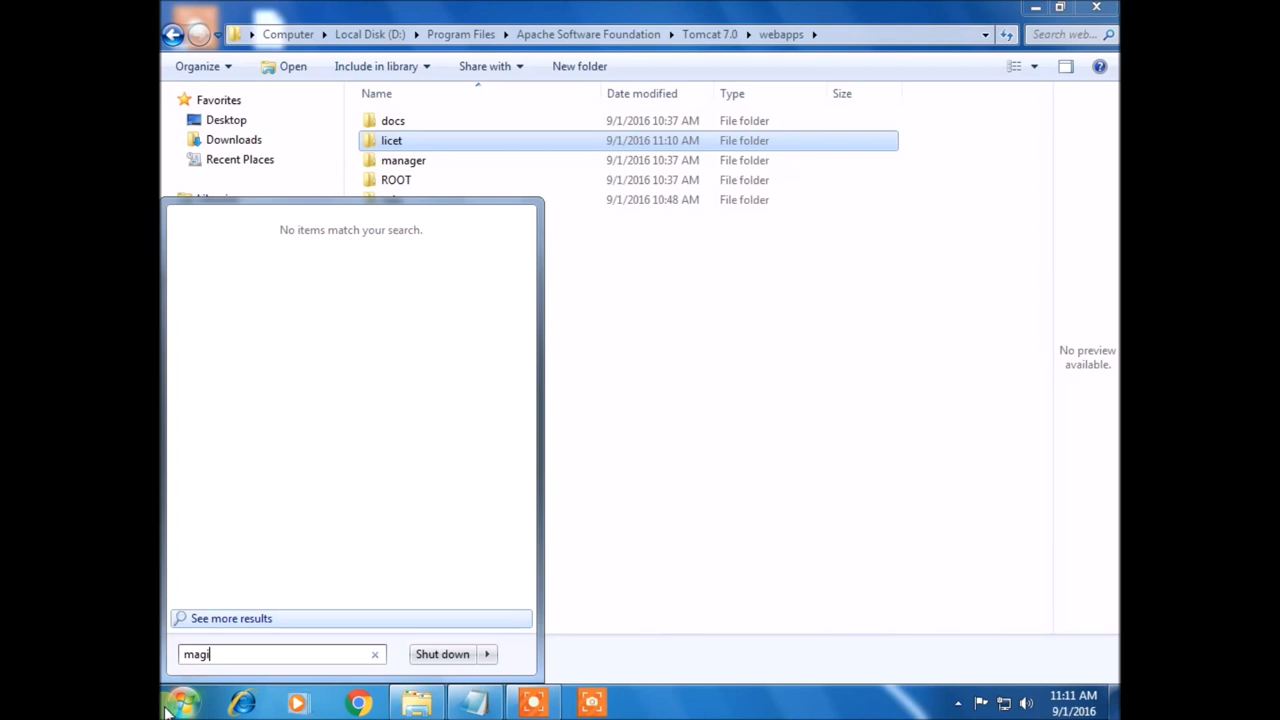 Computer Local Disk (D:) Program Files Apache Software Foundation Tomcat 7.0 webapps Search web...
Organize Open Include in library Share with New folder
Name Date modified Type Size
Favorites
Desktop
Downloads
Recent Places
docs 9/1/2016 10:37 AM File folder
licet 9/1/2016 11:10 AM File folder
manager 9/1/2016 10:37 AM File folder
ROOT 9/1/2016 10:37 AM File folder
9/1/2016 10:48 AM File folder
No preview
available.
No items match your search.
See more results
magi Shut down
11:11 AM
9/1/2016